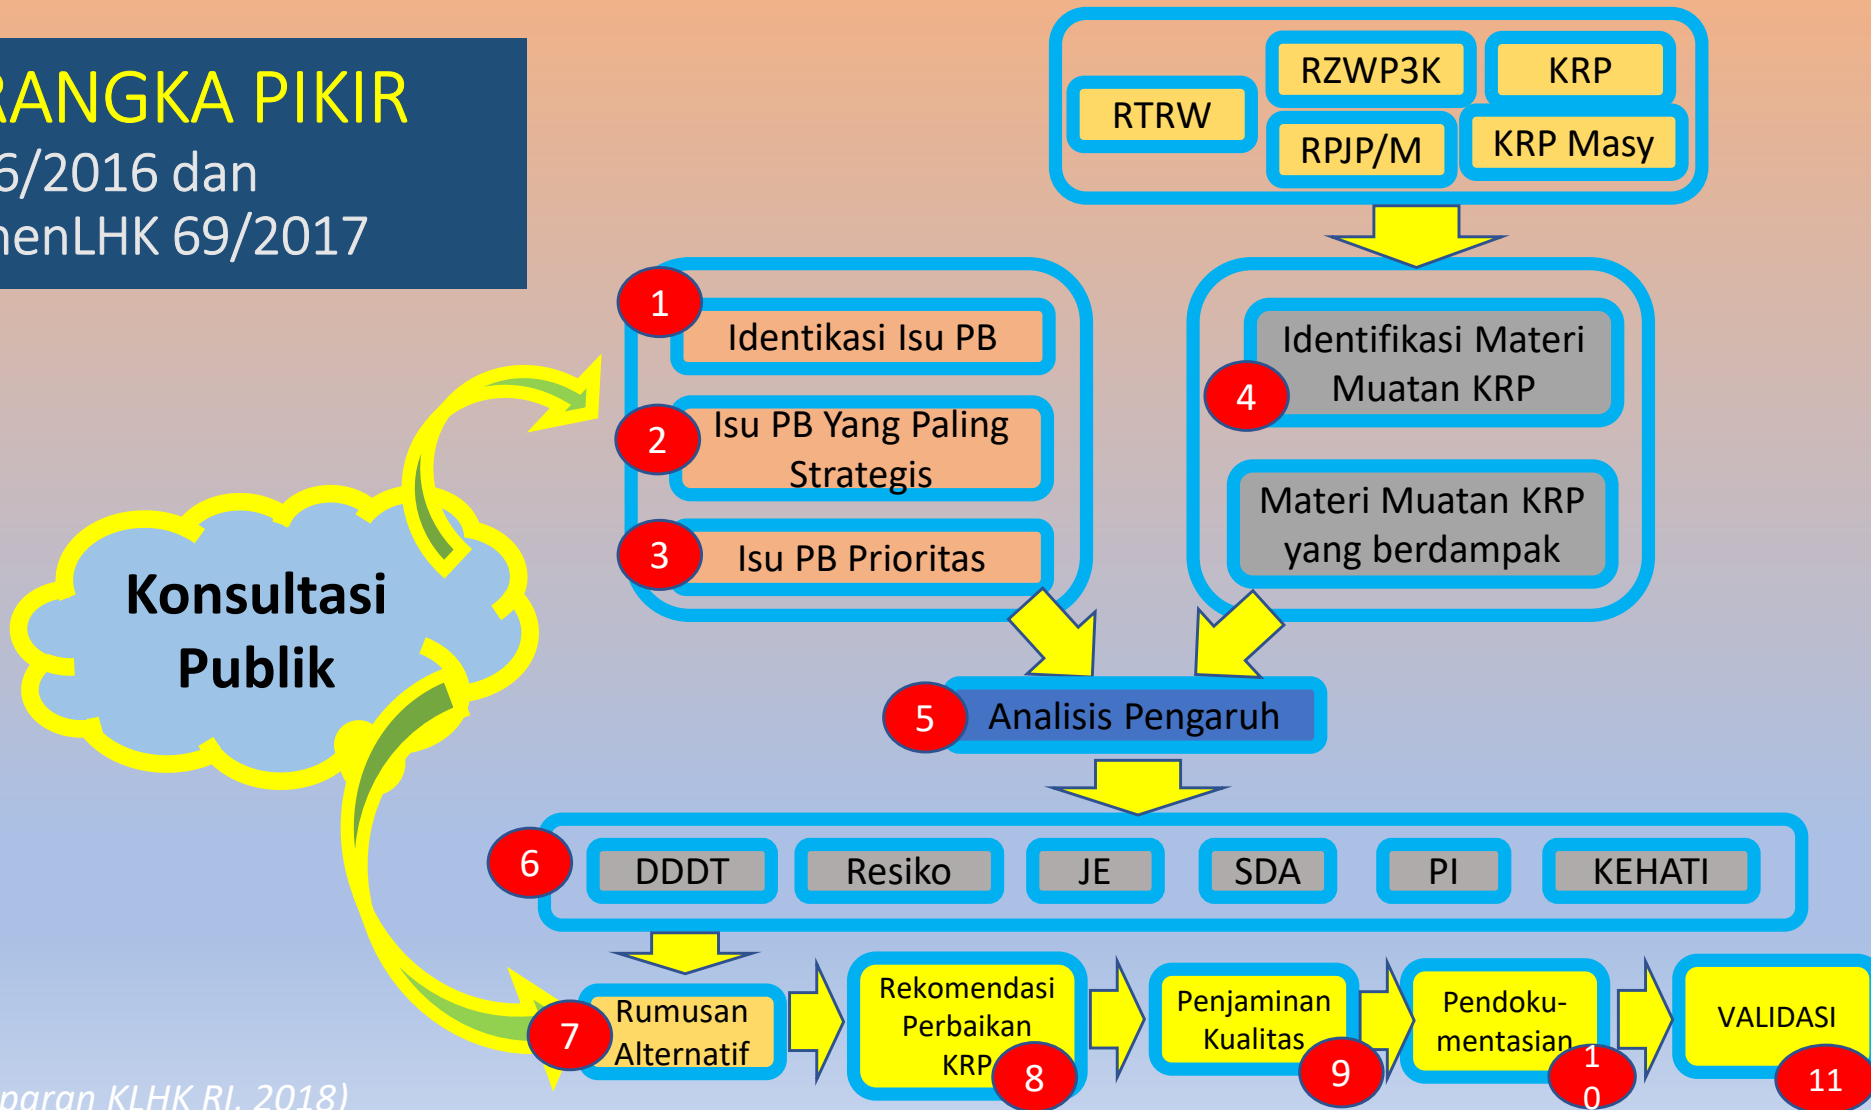 RANGKA PIKIR
6/2016 dan
menLHK 69/2017
RTRW
RZWP3K
KRP
RPJP/M
KRP Masy
1
Identikasi Isu PB
2
Isu PB Yang Paling
Strategis
3
Isu PB Prioritas
Identifikasi Materi
Muatan KRP
4
Materi Muatan KRP
yang berdampak
Konsultasi
Publik
5
Analisis Pengaruh
6
DDDT
Resiko
JE
SDA
PI
KEHATI
7
Rumusan
Alternatif
Rekomendasi
Perbaikan
KRP
8
Penjaminan
Kualitas
9
Pendoku-
mentasian
1
0
VALIDASI
11
paran KLHK RI, 2018)